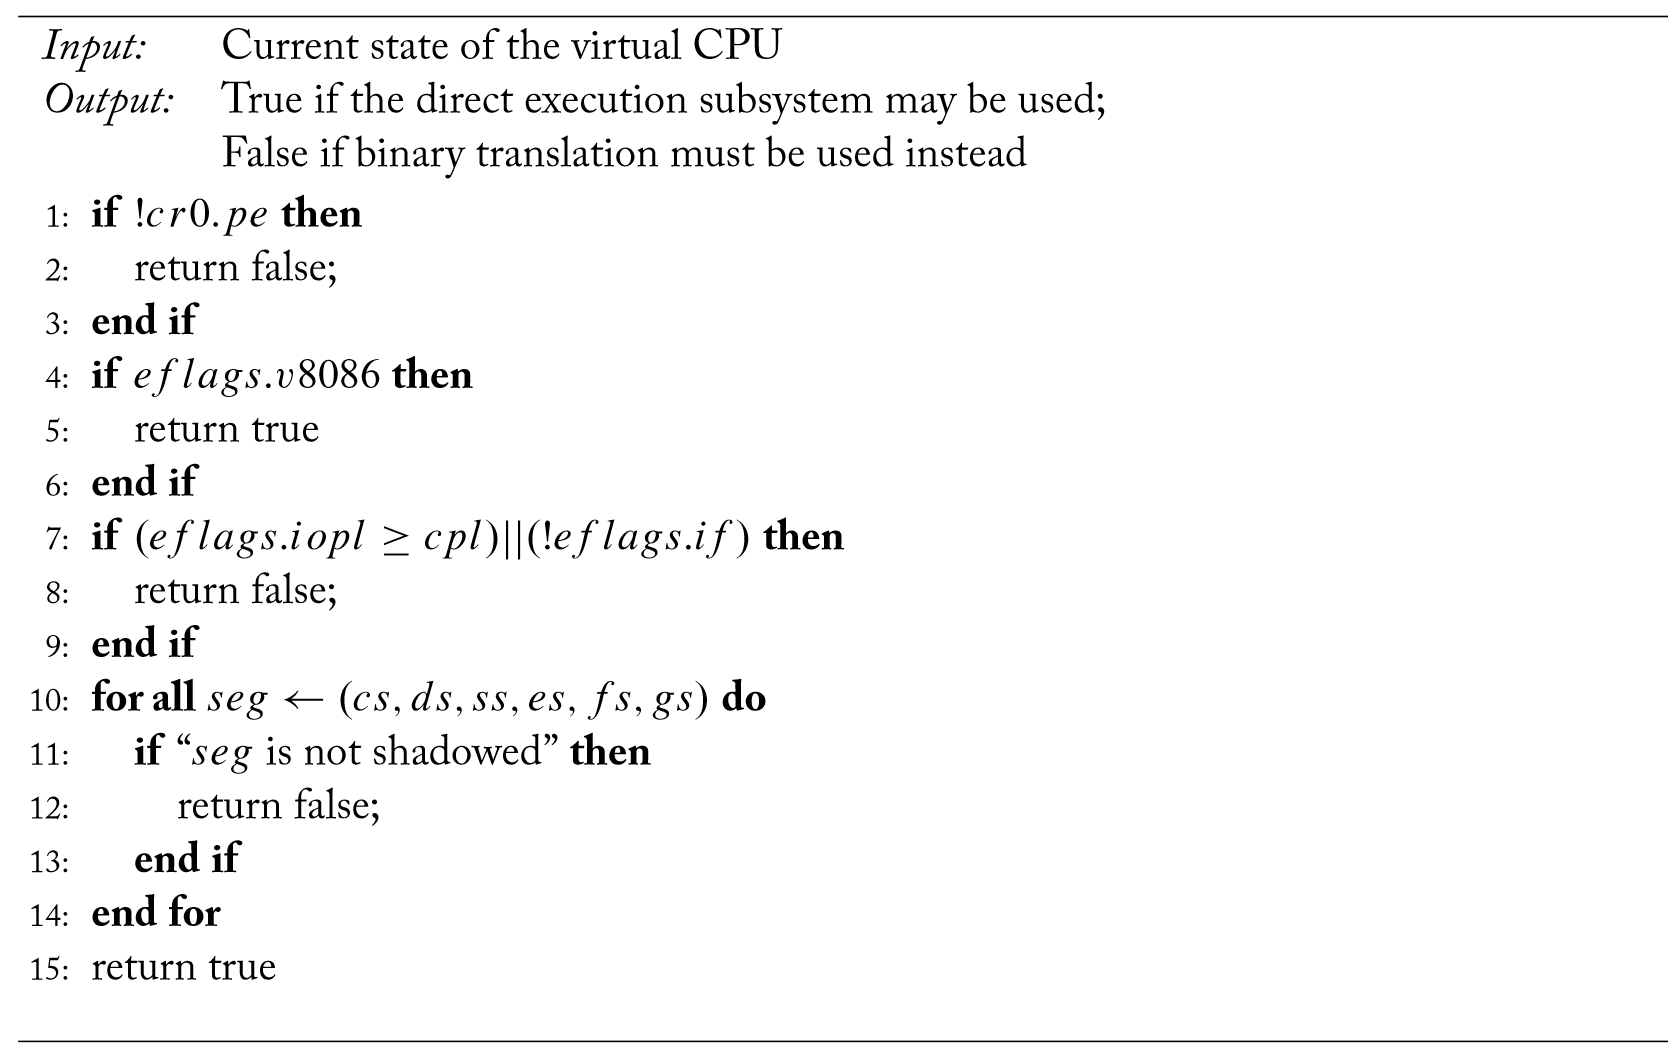 Input: Current state of the virtual CPU
Output: True if the direct execution subsystem may be used;
False if binary translation must be used instead
1: if !cr0.pe then
2: return false;
3: end if
4: if eflags.v8086 then
5: return true
6: end if
7: if (eflags.iopl ≥ cpl)||(!eflags.if) then
8: return false;
9: end if
10: for all seg ← (cs, ds, ss, es, fs, gs) do
11: if “seg is not shadowed” then
12: return false;
13: end if
14: end for
15: return true